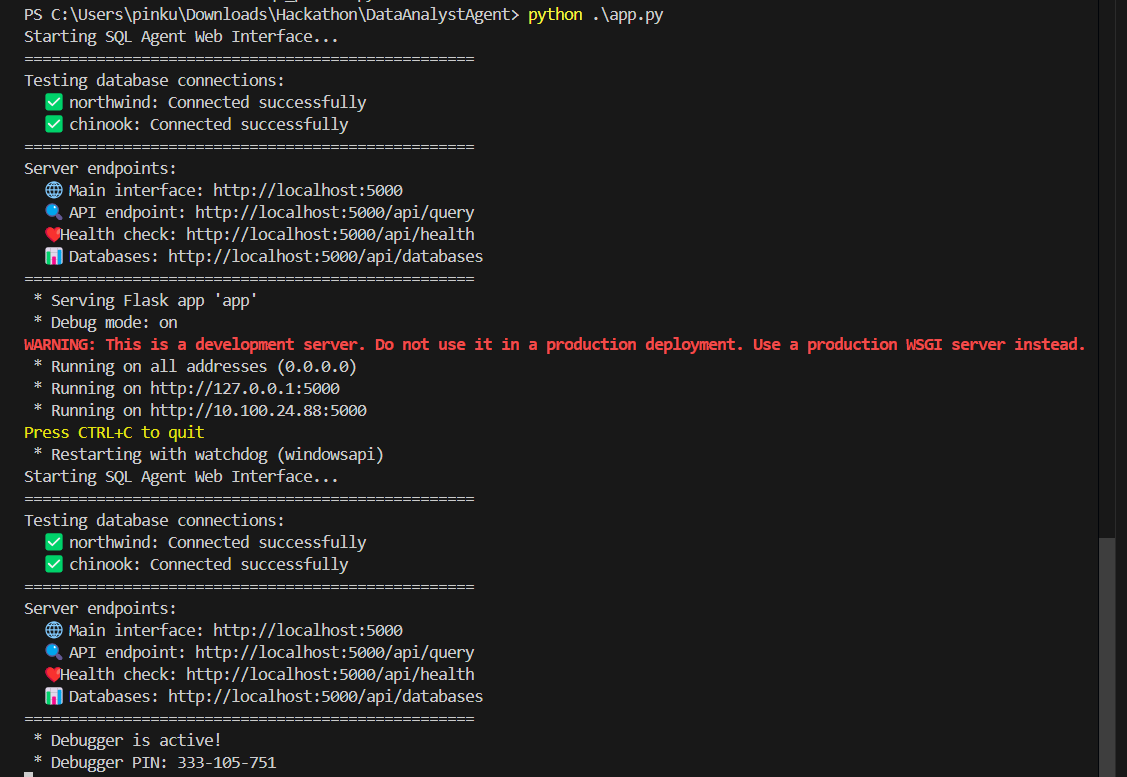 PS C:\Users\pinku\Downloads\Hackathon\DataAnalystAgent> python .\app.py
Starting SQL Agent Web Interface...
==================================================
Testing database connections:
✅ northwind: Connected successfully
✅ chinook: Connected successfully
==================================================
Server endpoints:
🌐 Main interface: http://localhost:5000
🔍 API endpoint: http://localhost:5000/api/query
❤️Health check: http://localhost:5000/api/health
📊 Databases: http://localhost:5000/api/databases
==================================================
* Serving Flask app 'app'
* Debug mode: on
WARNING: This is a development server. Do not use it in a production deployment. Use a production WSGI server instead.
* Running on all addresses (0.0.0.0)
* Running on http://127.0.0.1:5000
* Running on http://10.100.24.88:5000
Press CTRL+C to quit
* Restarting with watchdog (windowsapi)
Starting SQL Agent Web Interface...
==================================================
Testing database connections:
✅ northwind: Connected successfully
✅ chinook: Connected successfully
==================================================
Server endpoints:
🌐 Main interface: http://localhost:5000
🔍 API endpoint: http://localhost:5000/api/query
❤️Health check: http://localhost:5000/api/health
📊 Databases: http://localhost:5000/api/databases
==================================================
* Debugger is active!
* Debugger PIN: 333-105-751